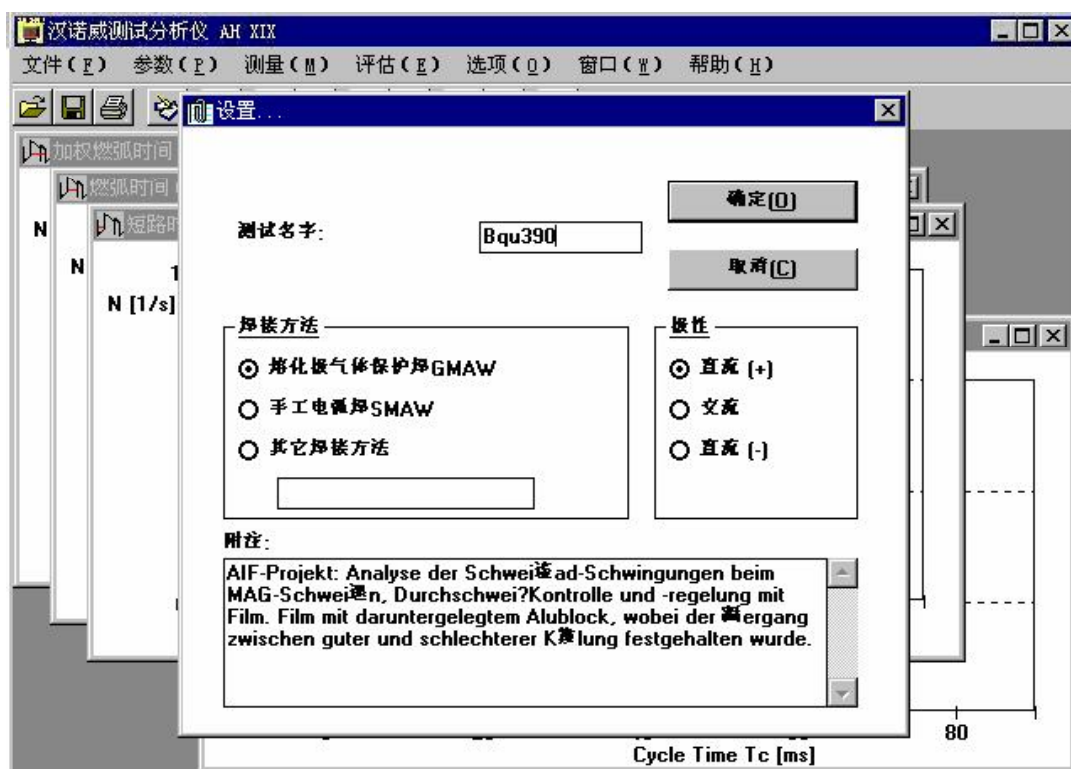 汉诺威测试分析仪 AH XIX
文件(F) 参数(P) 测量(M) 评估(E) 选项(O) 窗口(W) 帮助(H)
设置...
加权燃弧时间
燃弧时间
短路时
N
N
1
N [1/s]
测试名字:
Bqu390
确定(O)
取消(C)
焊接方法
熔化极气体保护焊GMAW
手工电弧焊SMAW
其它焊接方法
极性
直流 (+)
交流
直流 (-)
附注:
AIF-Projekt: Analyse der ad-Schwingungen beim
Durchschwei?Kontrolle und -regelung mit
Film. Film mit daruntergelegtem Alublock, wobei der
zwischen guter und schlechterer festgehalten wurde.
80
Cycle Time Tc [ms]